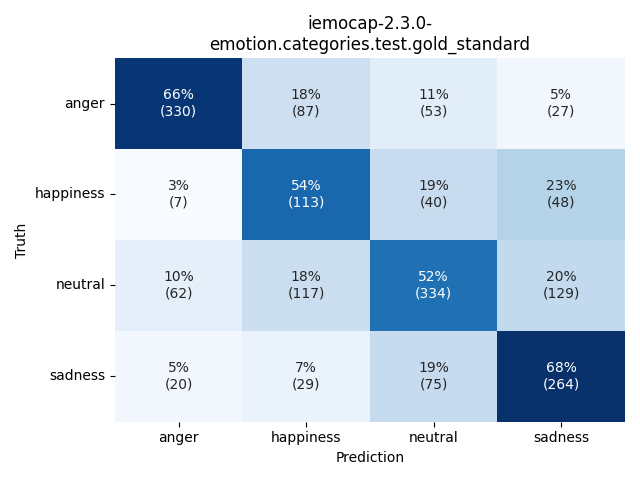 iemocap-2.3.0-
emotion.categories.test.gold_standard
Truth
anger
66% 18% 11% 5%
(330) (87) (53) (27)
happiness
3% 54% 19% 23%
(7) (113) (40) (48)
neutral
10% 18% 52% 20%
(62) (117) (334) (129)
sadness
5% 7% 19% 68%
(20) (29) (75) (264)
anger happiness neutral sadness
Prediction